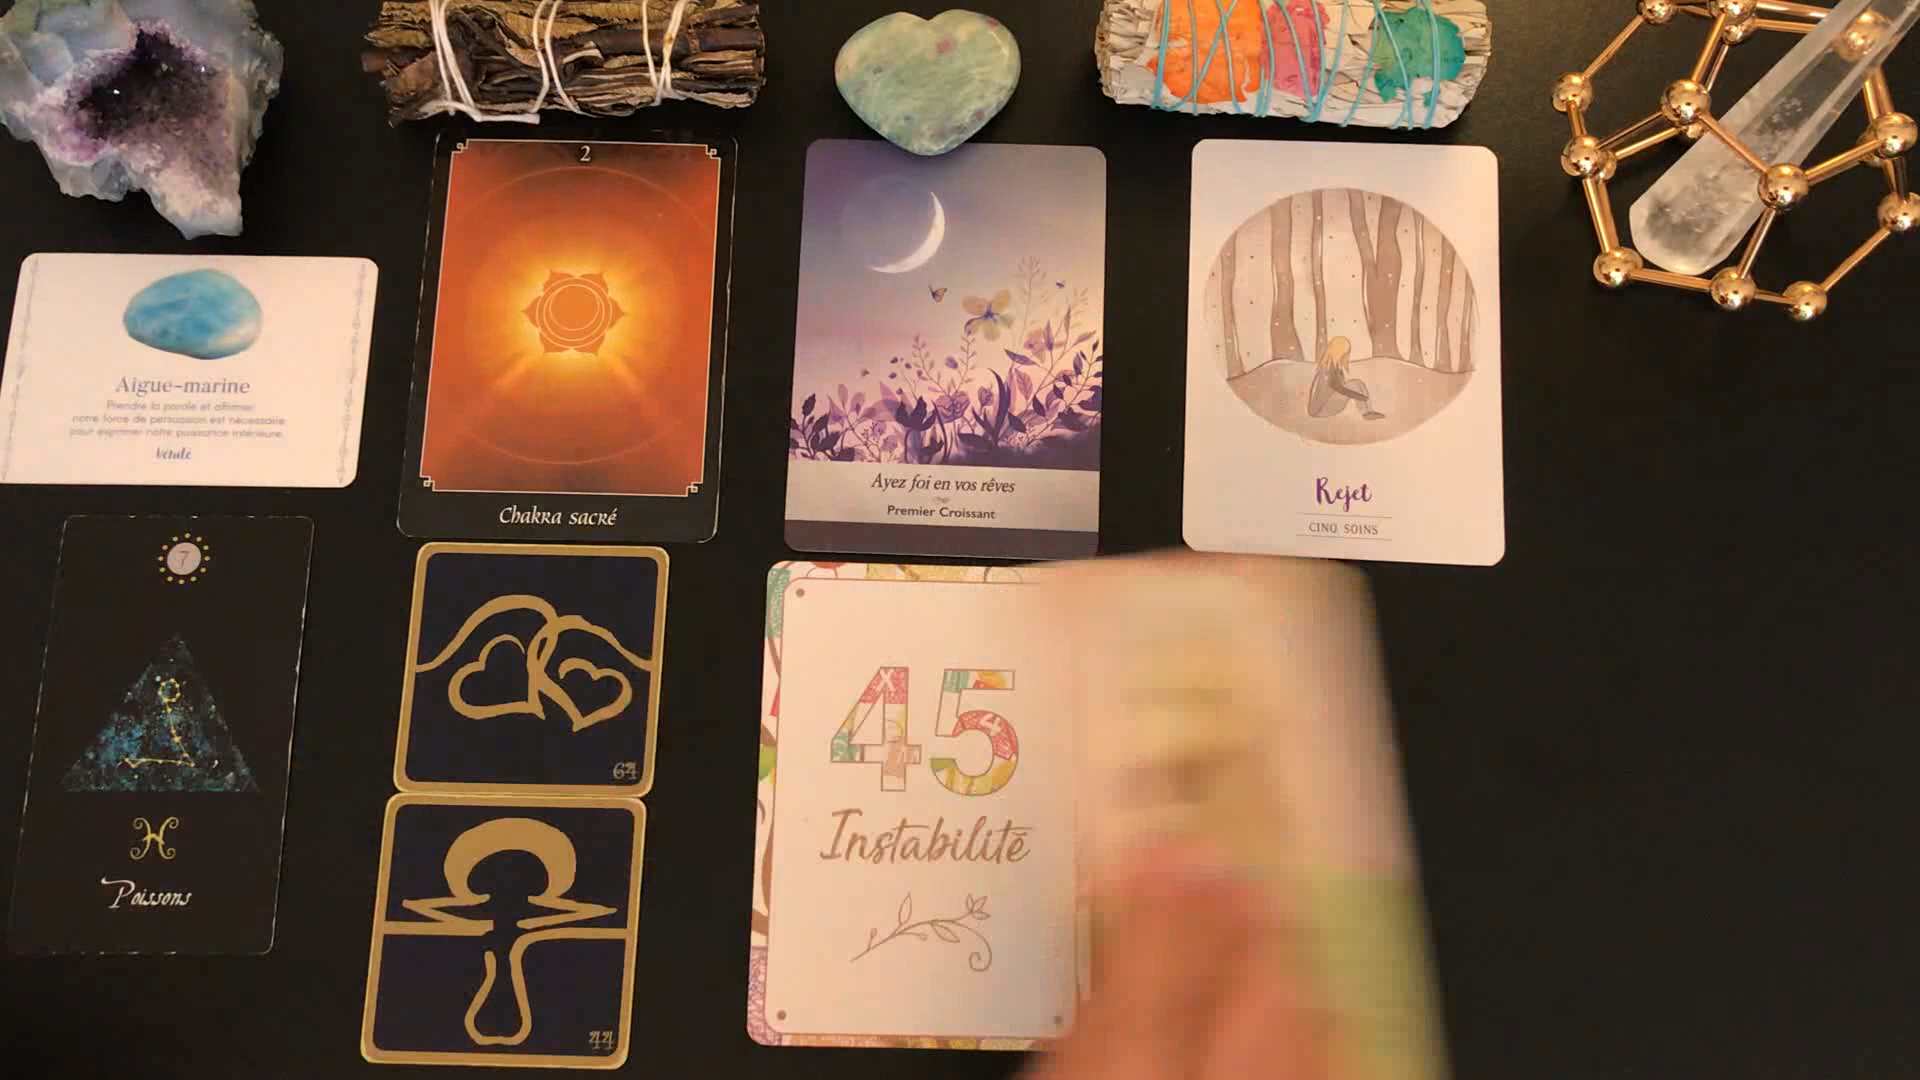 Aigue-marine
Prendre la parole et affirmer
notre force de persuasion est nécessaire
pour exprimer notre puissance intérieure.
2
Chakra sacré
Ayez foi en vos rêves
Premier Croissant
Rejet
CINQ SOINS
7
Poissons
64
44
45
Instabilité